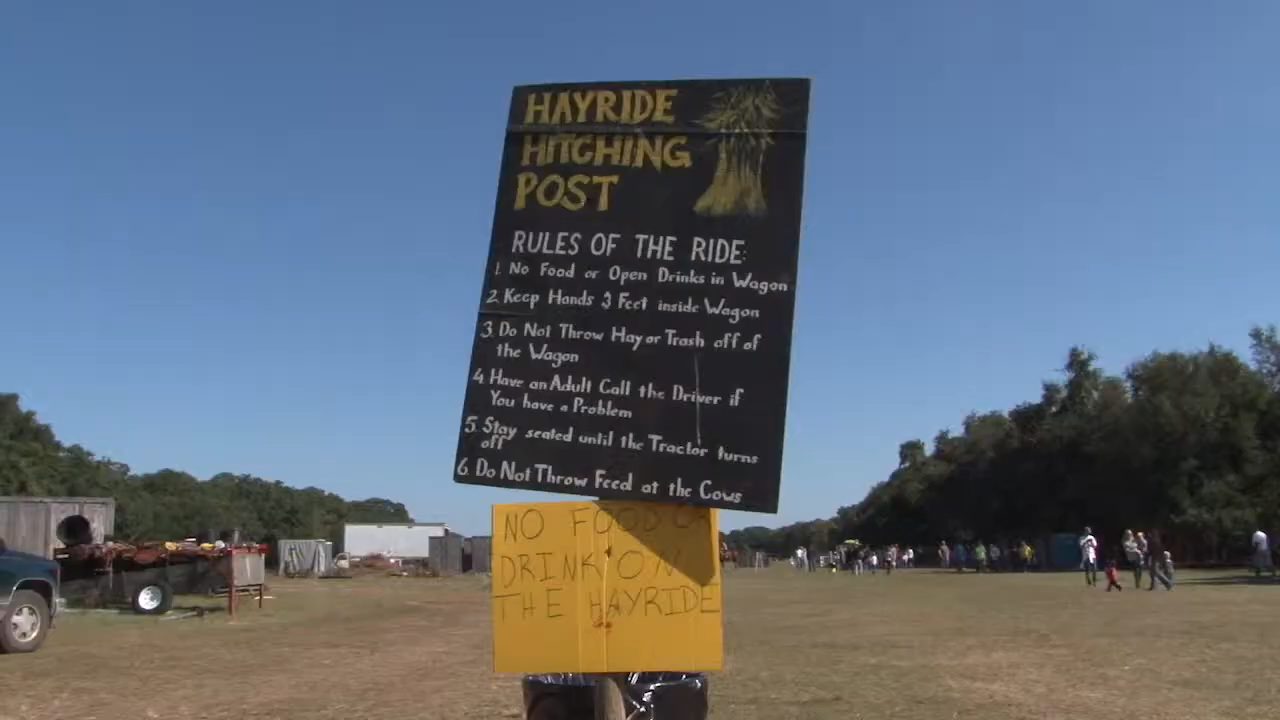 HAYRIDE
HITCHING
POST
RULES OF THE RIDE:
1. No Food or Open Drinks in Wagon
2. Keep Hands & Feet inside Wagon
3. Do Not Throw Hay or Trash off of
the Wagon
4 Have an Adult Call the Driver if
You have a Problem
5. Stay seated until the Tractor turns
off
6. Do Not Throw Feed at the Cows
NO FOOD OR
DRINK ON
THE HAYRIDE